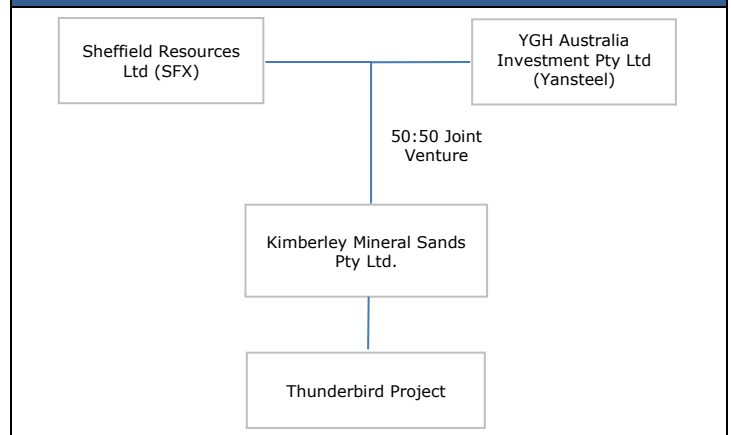 Sheffield Resources
Ltd (SFX)
YGH Australia
Investment Pty Ltd
(Yansteel)
50:50 Joint
Venture
Kimberley Mineral Sands
Pty Ltd.
Thunderbird Project